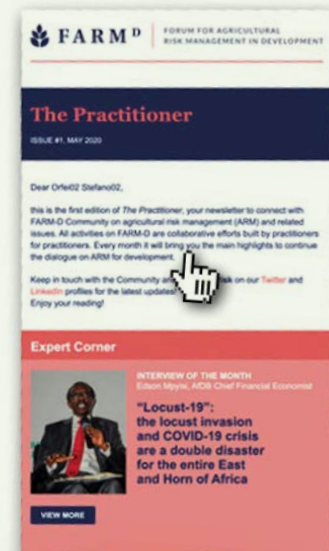 FARM D
FORUM FOR AGRICULTURAL
RISK MANAGEMENT IN DEVELOPMENT
The Practitioner
ISSUE #1, MAY 2020
Dear Orfei02 Stefano02,
this is the first edition of The Practitioner, your newsletter to connect with
FARM-D Community on agricultural risk management (ARM) and related
issues. All activities on FARM-D are collaborative efforts built by practitioners
for practitioners. Every month it will bring you the main highlights to continue
the dialogue on ARM for development.
Keep in touch with the Community and risk on our Twitter and
LinkedIn profiles for the latest updates!
Enjoy your reading!
Expert Corner
INTERVIEW OF THE MONTH
Edson Mpyisi, AfDB Chief Financial Economist
"Locust-19":
the locust invasion
and COVID-19 crisis
are a double disaster
for the entire East
and Horn of Africa
VIEW MORE